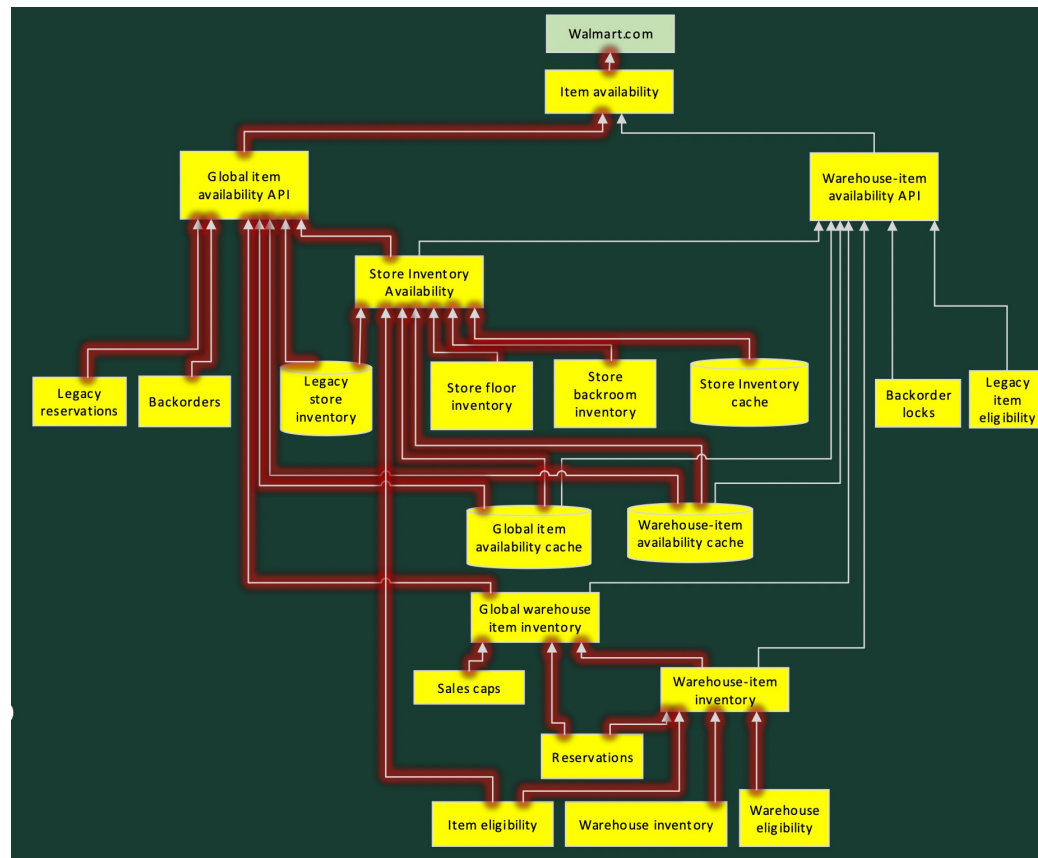 Walmart.com
Item availability
Global item
availability API
Warehouse-item
availability API
Store Inventory
Availability
Legacy
reservations
Backorders
Legacy
store
inventory
Store floor
inventory
Store
backroom
inventory
Store Inventory
cache
Backorder
locks
Legacy
item
eligibility
Global item
availability cache
Warehouse-item
availability cache
Global warehouse
item inventory
Sales caps
Warehouse-item
inventory
Reservations
Item eligibility
Warehouse inventory
Warehouse
eligibility